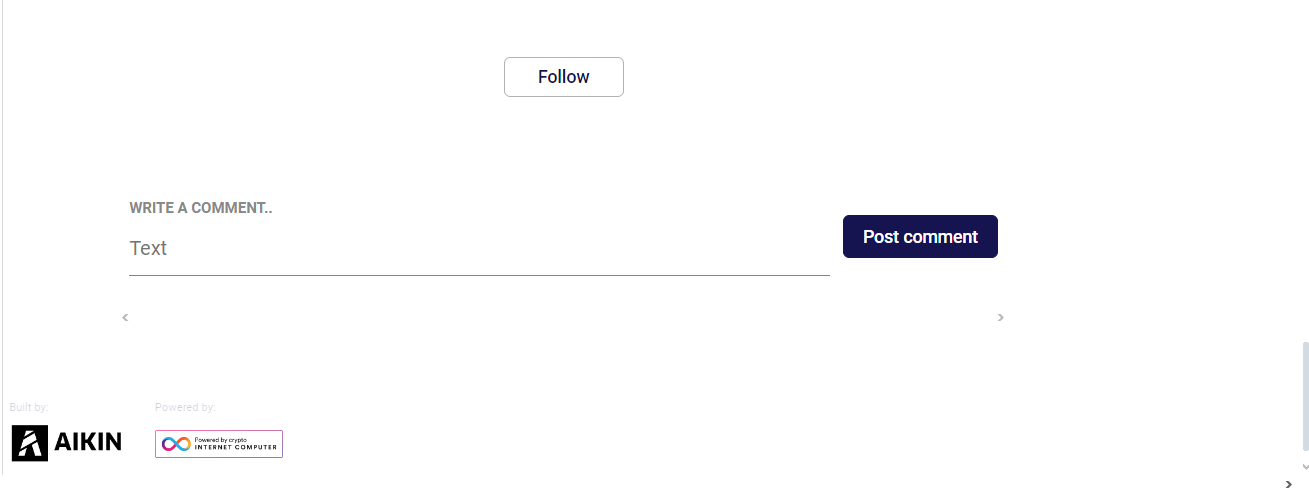 Follow
WRITE A COMMENT..
Text
Post comment
Built by:
Powered by:
AIKIN
Powered by crypto
INTERNET COMPUTER